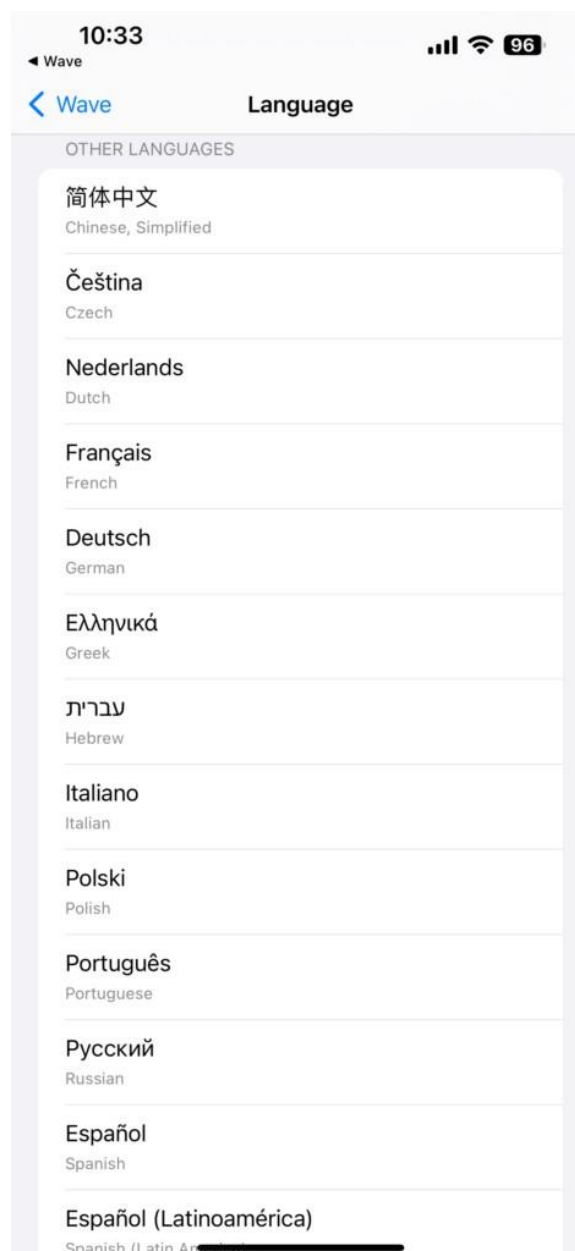 10:33
96
◀ Wave
Wave
Language
OTHER LANGUAGES
简体中文
Chinese, Simplified
Čeština
Czech
Nederlands
Dutch
Français
French
Deutsch
German
Ελληνικά
Greek
עברית
Hebrew
Italiano
Italian
Polski
Polish
Português
Portuguese
Русский
Russian
Español
Spanish
Español (Latinoamérica)
Spanish (Latin